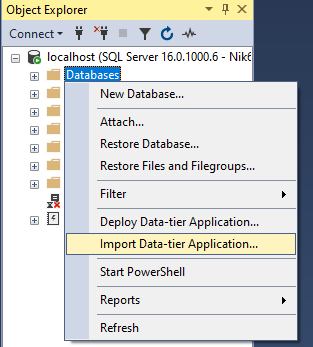 Object Explorer
Connect
localhost (SQL Server 16.0.1000.6 - Nik
Databases
New Database...
Attach...
Restore Database...
Restore Files and Filegroups...
Filter
Deploy Data-tier Application...
Import Data-tier Application...
Start PowerShell
Reports
Refresh